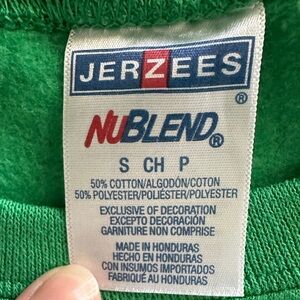 JERZEES
®
NuBLEND®
S CH P
50% COTTON/ALGODÓN/COTON
50% POLYESTER/POLIÉSTER/POLYESTER
EXCLUSIVE OF DECORATION
EXCEPTO DECORACIÓN
GARNITURE NON COMPRISE
MADE IN HONDURAS
HECHO EN HONDURAS
CON INSUMOS IMPORTADOS
FABRIQUÉ AU HONDURAS